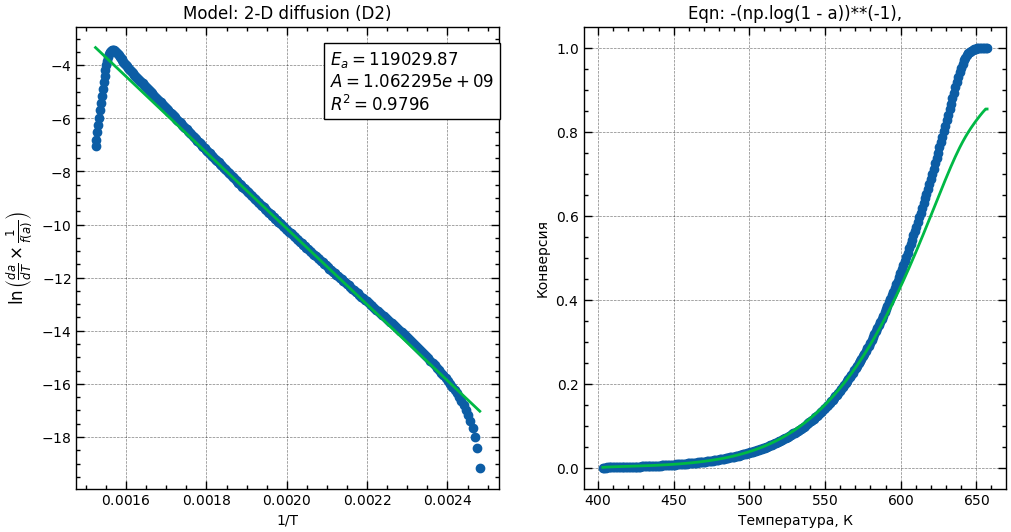 Model: 2-D diffusion (D2)
Eqn: -(np.log(1 - a))**(-1),
E_a = 119029.87
A = 1.062295e + 09
R^2 = 0.9796
−4
−6
−8
−10
−12
−14
−16
−18
ln (da/dT × 1/f(a))
0.0016 0.0018 0.0020 0.0022 0.0024
1/T
1.0
0.8
0.6
0.4
0.2
0.0
Конверсия
400 450 500 550 600 650
Температура, К